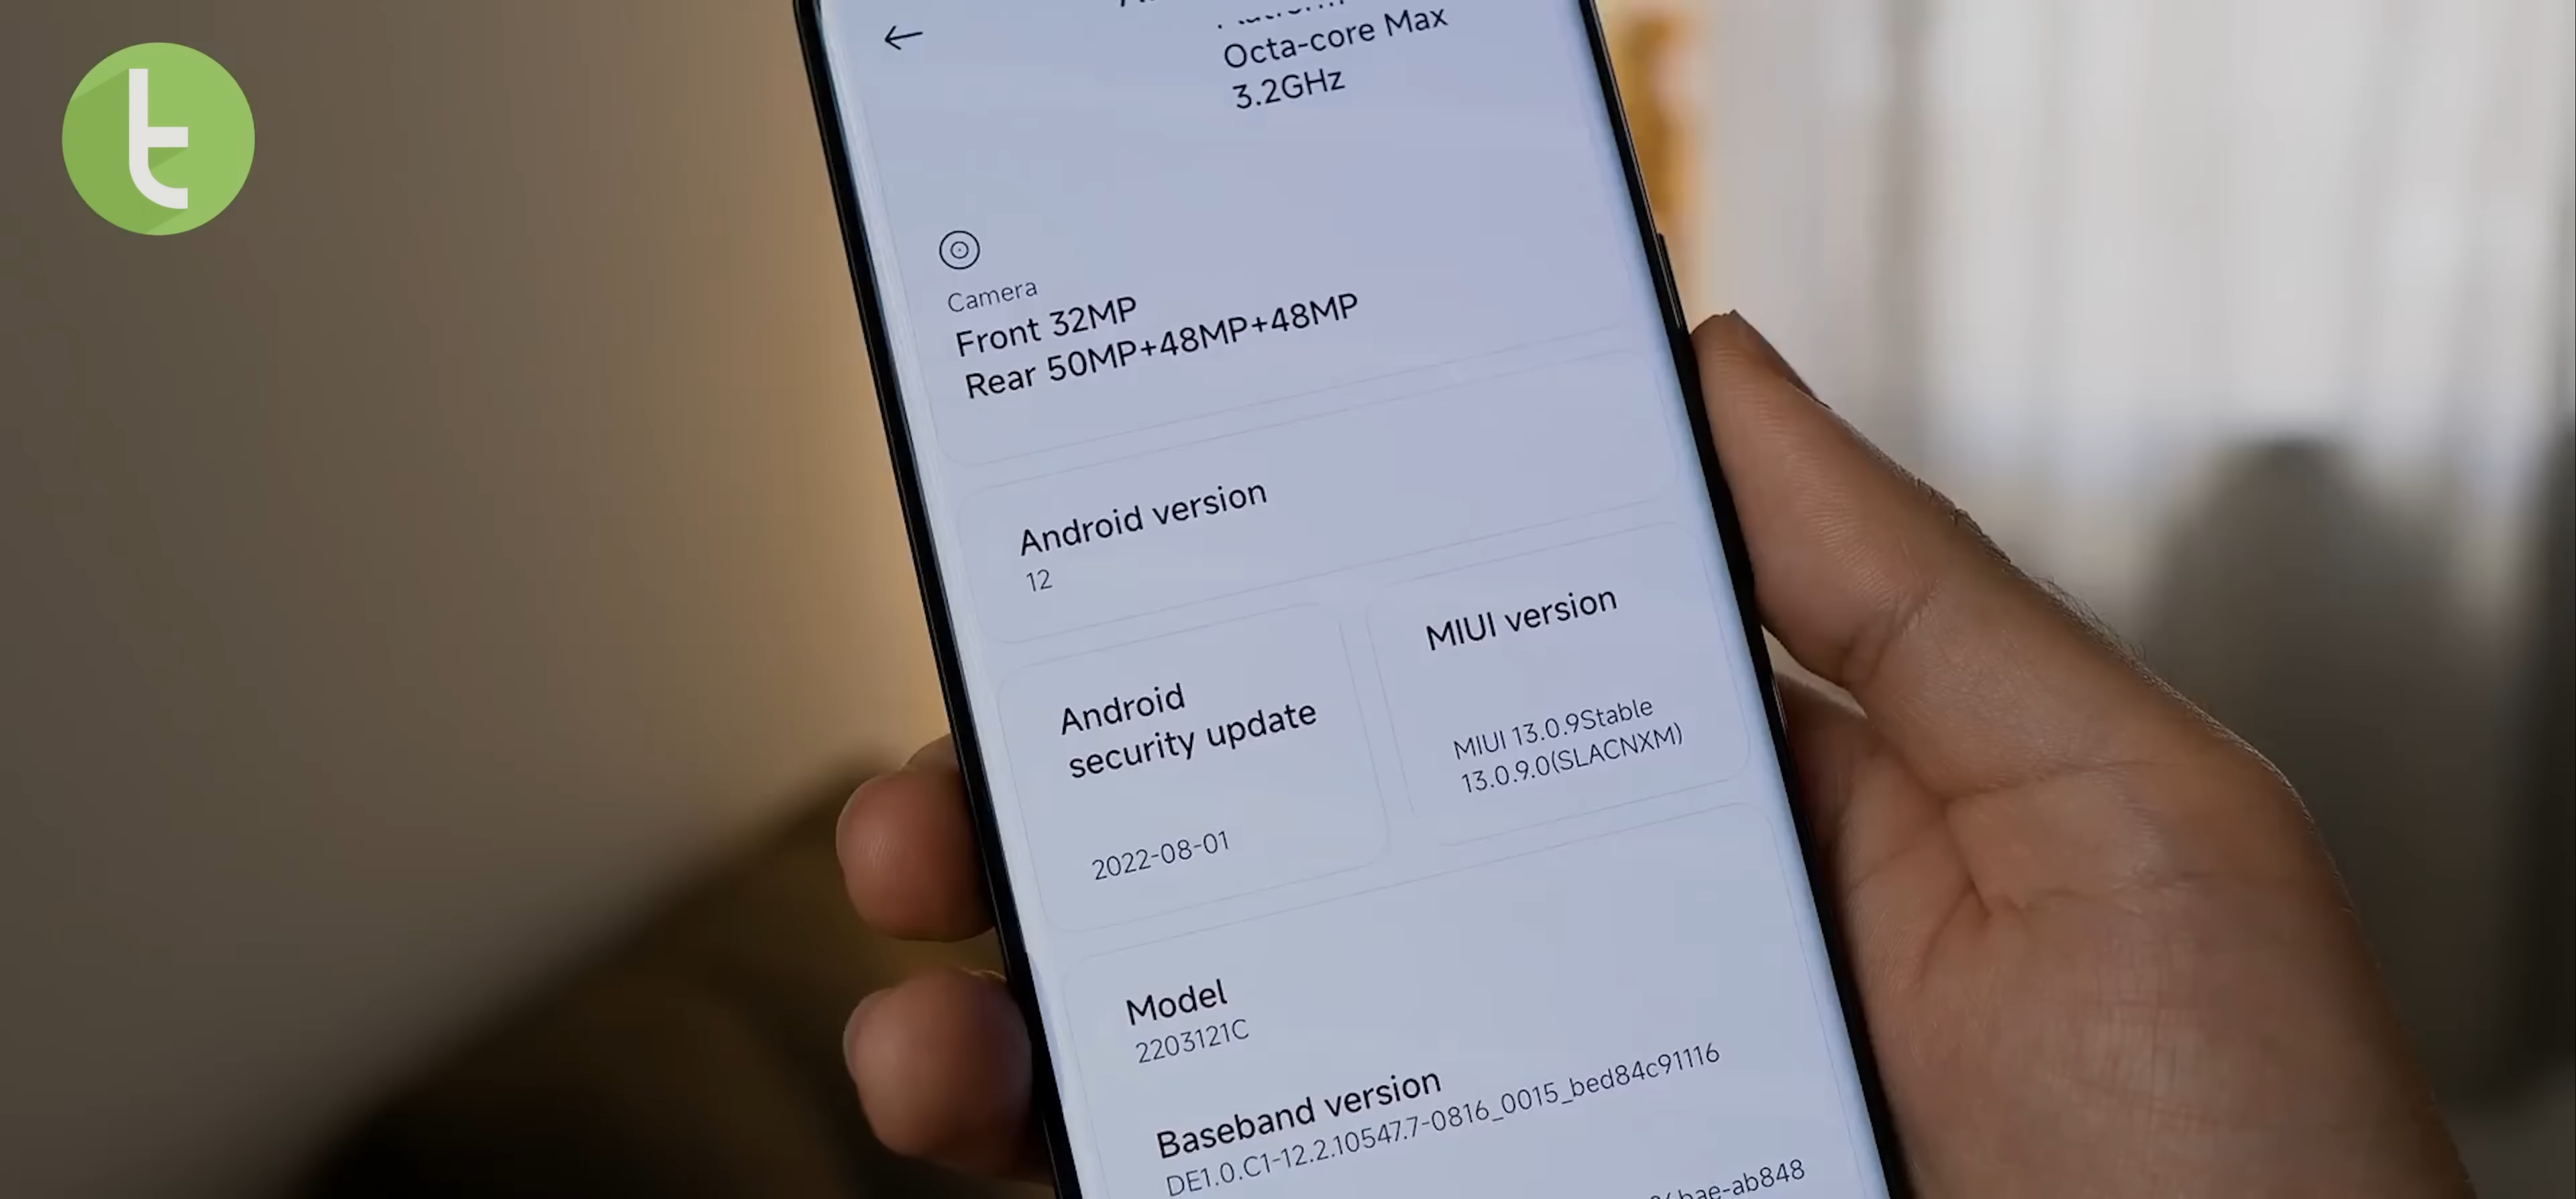 t
Octa-core Max
3.2GHz
Camera
Front 32MP
Rear 50MP+48MP+48MP
Android version
12
Android
security update
2022-08-01
MIUI version
MIUI 13.0.9Stable
13.0.9.0(SLACNXM)
Model
2203121C
Baseband version
DE1.0.C1-12.2.10547.7-0816_0015_bed84c91116